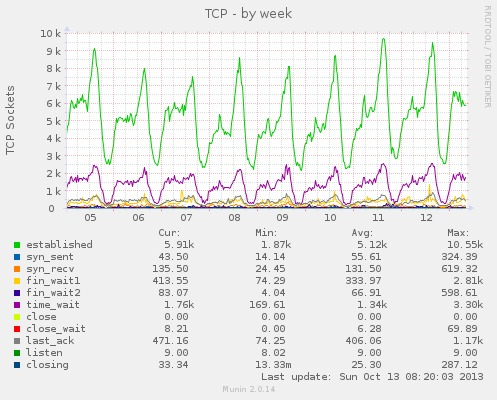 TCP - by week
RRDTOOL / TOBI OETIKER
TCP Sockets
10 k
9 k
8 k
7 k
6 k
5 k
4 k
3 k
2 k
1 k
0
05 06 07 08 09 10 11 12
Cur: Min: Avg: Max:
established 5.91k 1.87k 5.12k 10.55k
syn_sent 43.50 14.14 55.61 324.39
syn_recv 135.50 24.45 131.50 619.32
fin_wait1 413.55 74.29 333.97 2.81k
fin_wait2 83.07 4.04 66.91 598.61
time_wait 1.76k 169.61 1.34k 3.30k
close 0.00 0.00 0.00 0.00
close_wait 8.21 0.00 6.28 69.89
last_ack 471.16 74.25 406.06 1.17k
listen 9.00 8.02 9.00 9.00
closing 33.34 13.33m 25.30 287.12
Last update: Sun Oct 13 08:20:03 2013
Munin 2.0.14